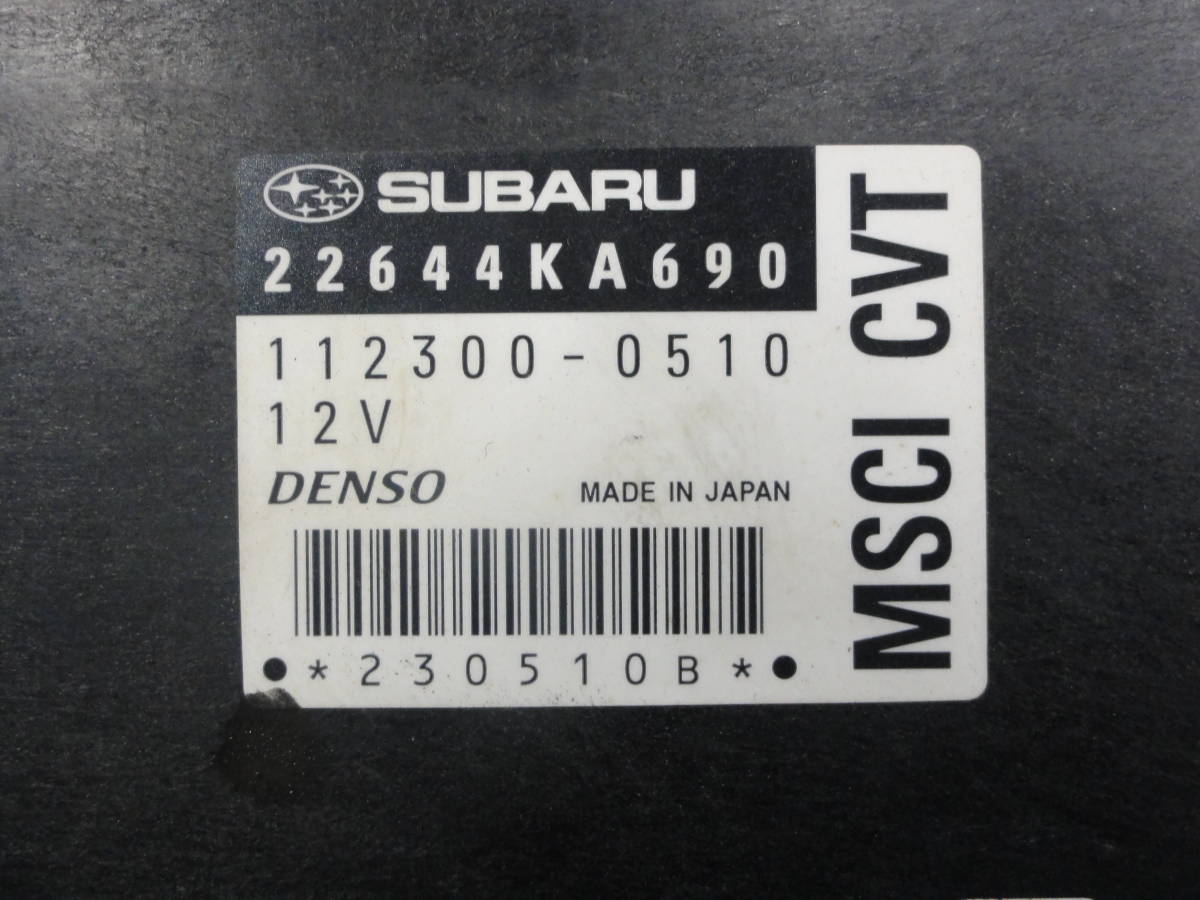 SUBARU
22644KA690
112300-0510
12V
DENSO MADE IN JAPAN
*230510B*
MSCI CVT